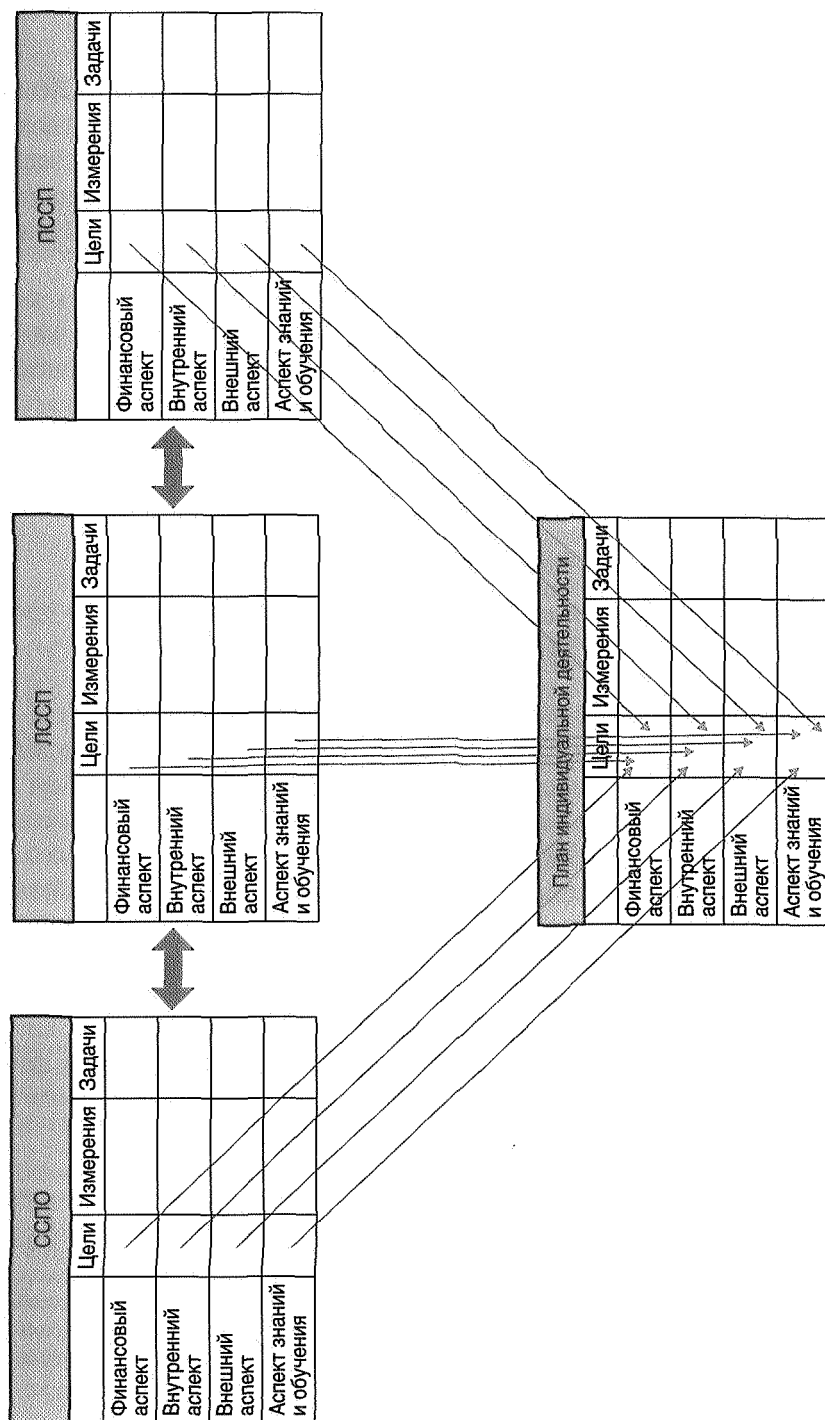 ССПО
Цели Измерения Задачи
Финансовый
аспект
Внутренний
аспект
Внешний
аспект
Аспект знаний
и обучения
ЛССП
Цели Измерения Задачи
Финансовый
аспект
Внутренний
аспект
Внешний
аспект
Аспект знаний
и обучения
ПССП
Цели Измерения Задачи
Финансовый
аспект
Внутренний
аспект
Внешний
аспект
Аспект знаний
и обучения
План индивидуальной деятельности
Цели Измерения Задачи
Финансовый
аспект
Внутренний
аспект
Внешний
аспект
Аспект знаний
и обучения